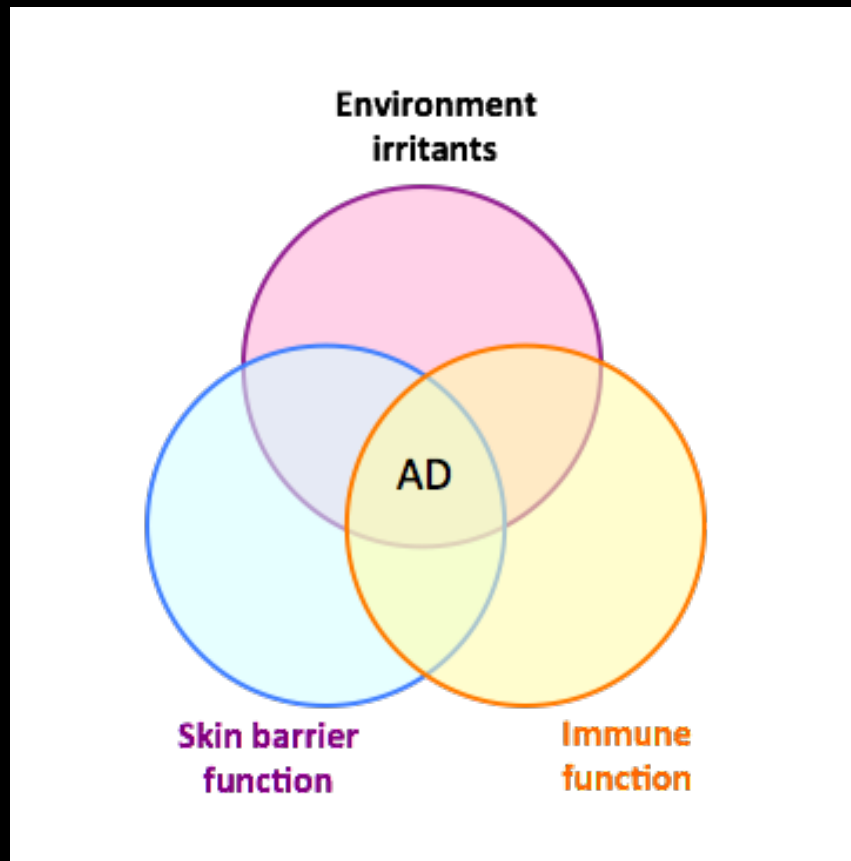 Environment
irritants
AD
Skin barrier
function
Immune
function